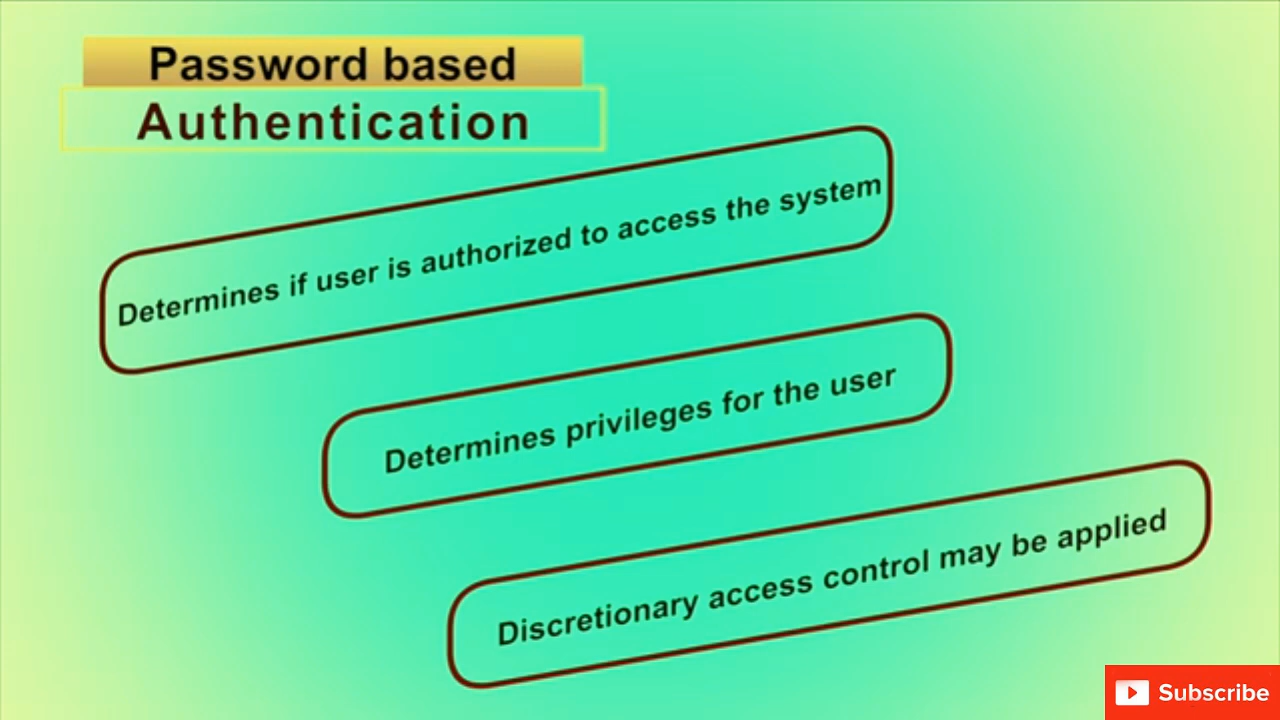 Password based
Authentication
Determines if user is authorized to access the system
Determines privileges for the user
Discretionary access control may be applied
Subscribe